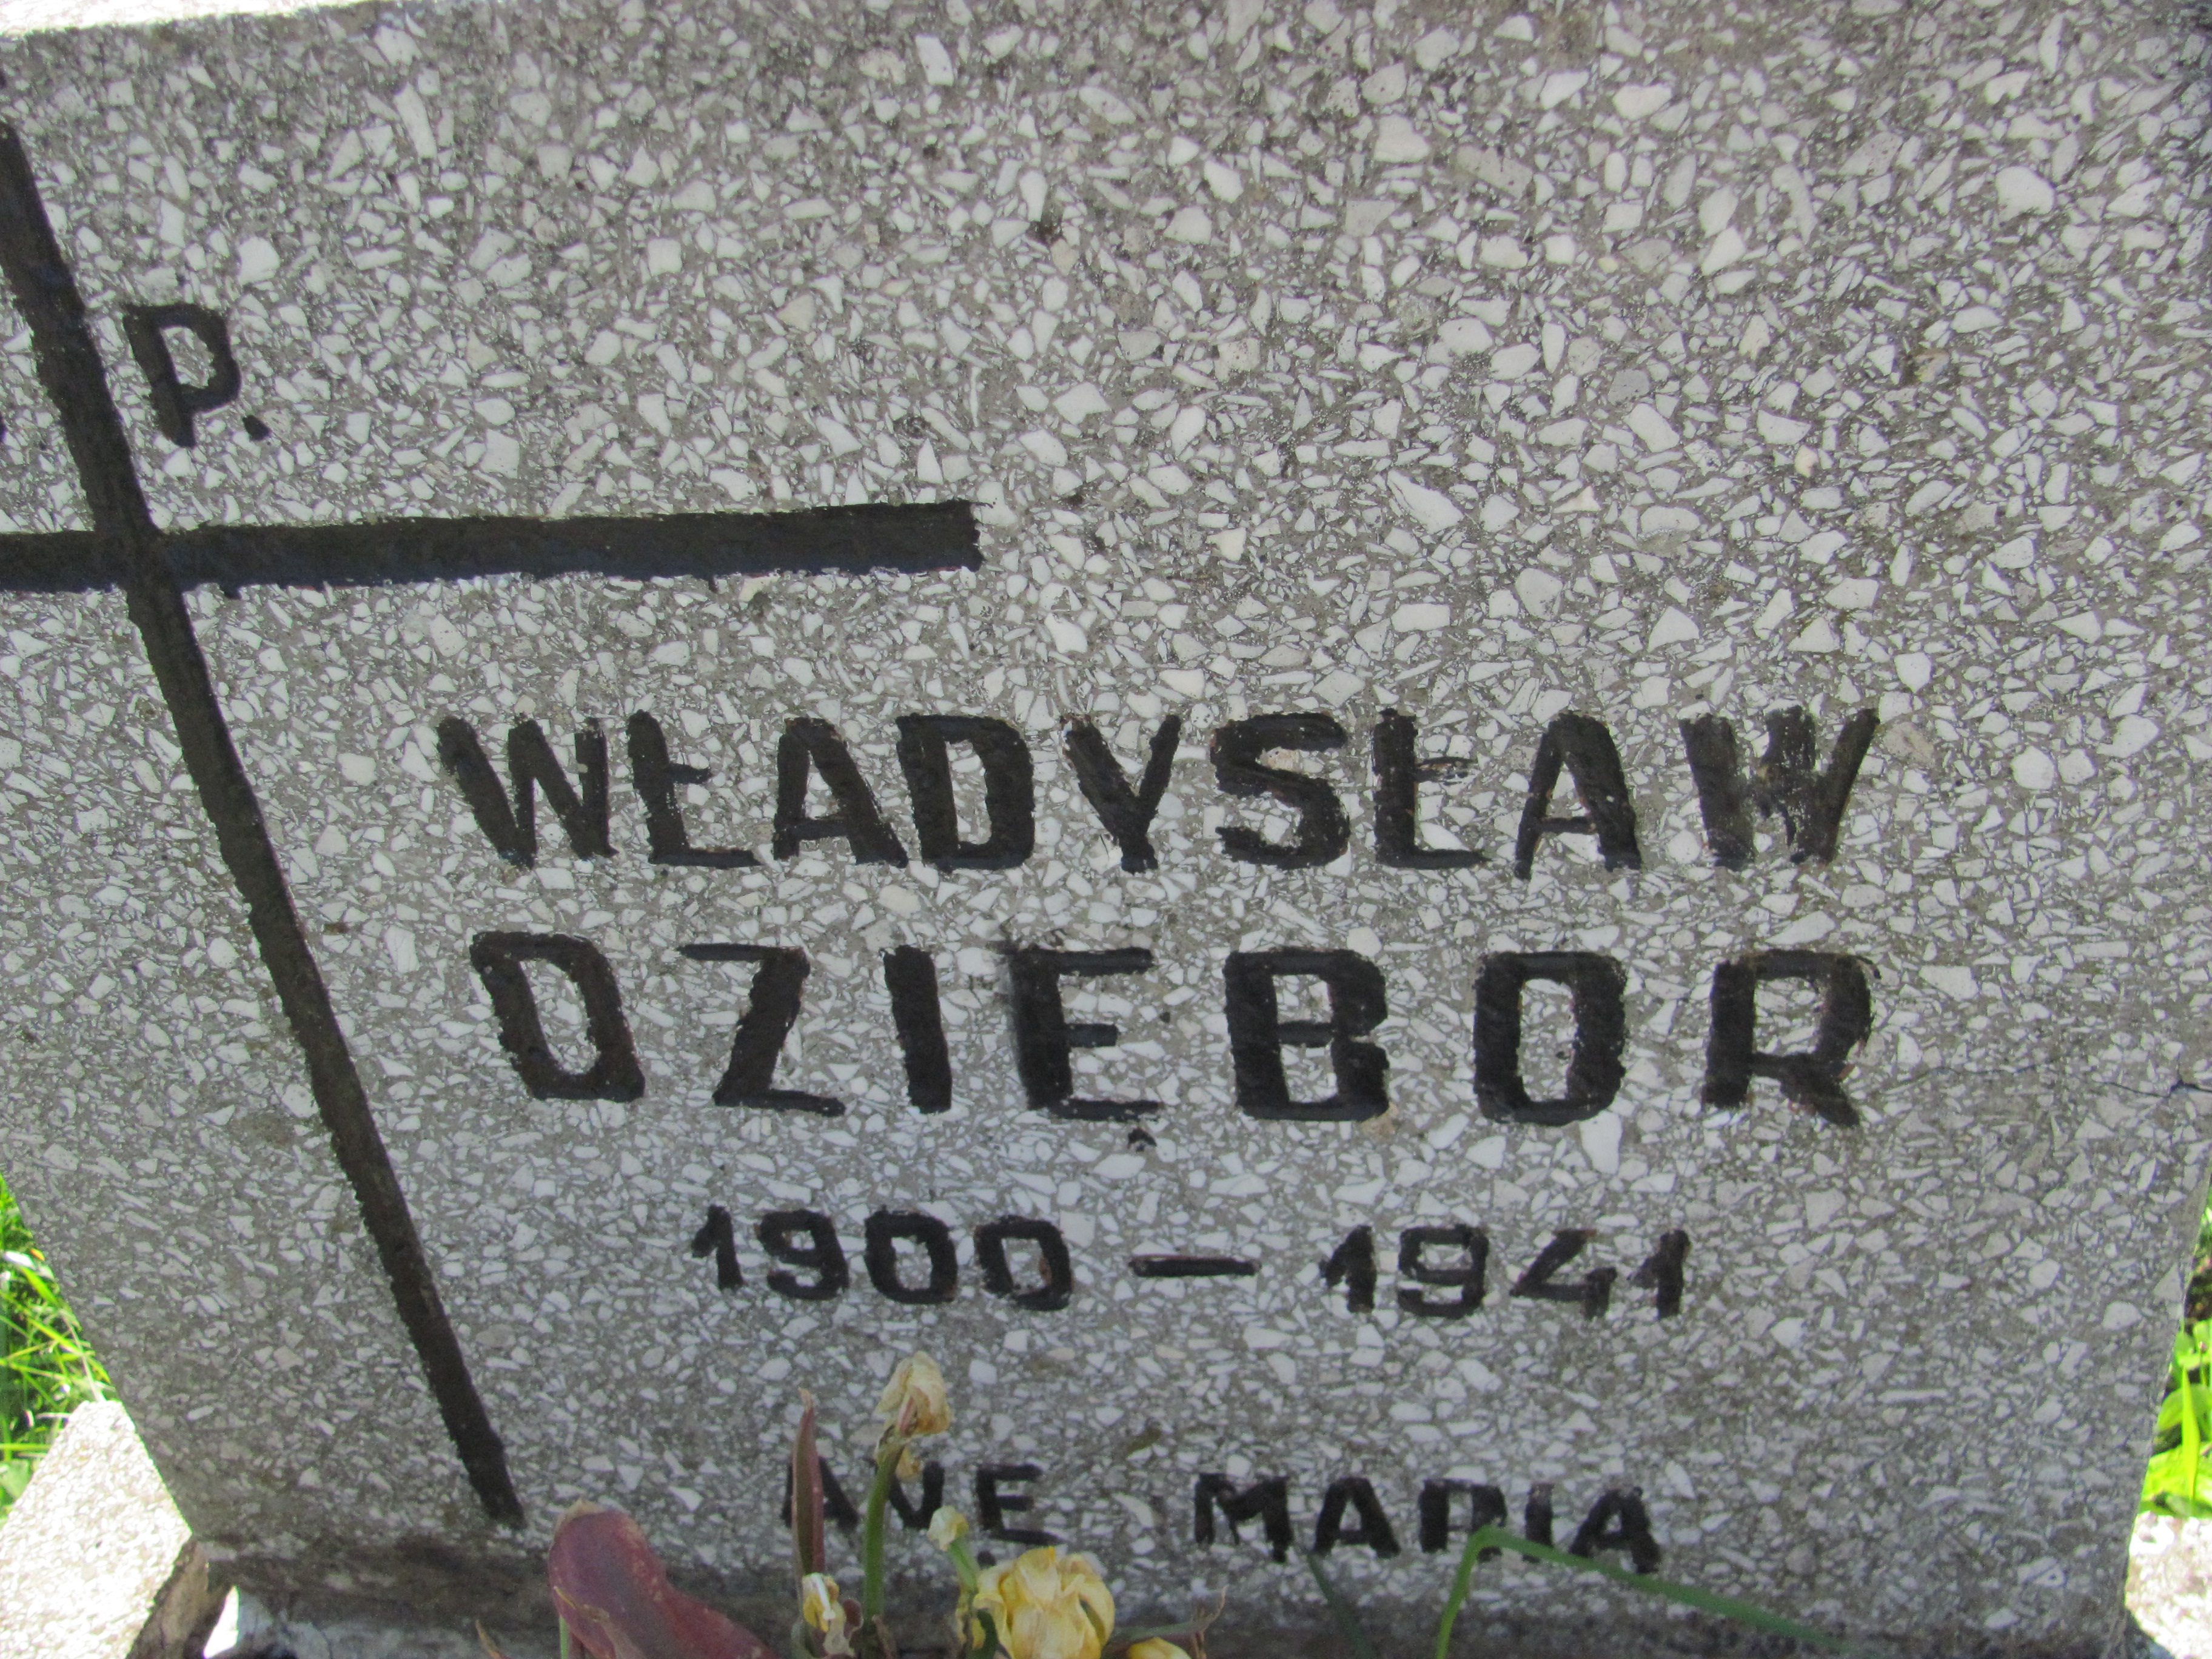 P.
WŁADYSŁAW
DZIĘBOR
1900 — 1941
AVE MARIA